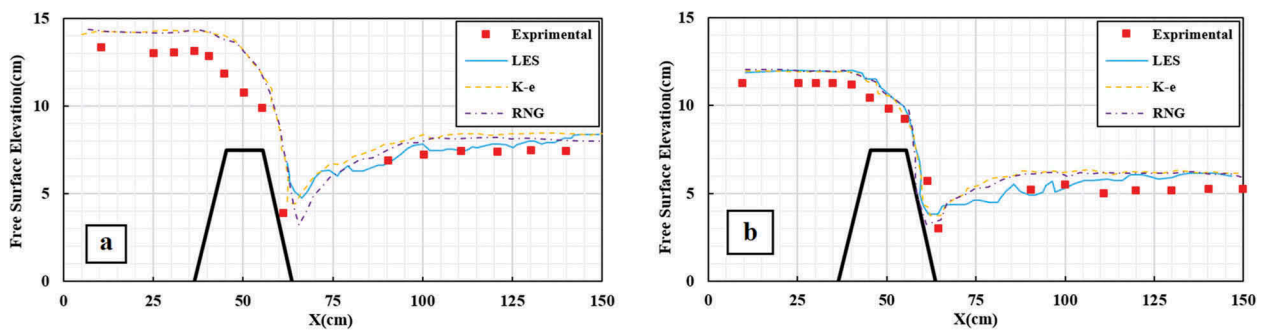 Free Surface Elevation(cm)
15
10
5
0
Exprimental
LES
K-e
RNG
a
0
25
50
75
100
125
150
X(cm)
Free Surface Elevation(cm)
15
10
5
0
Exprimental
LES
K-e
RNG
b
0
25
50
75
100
125
150
X(cm)